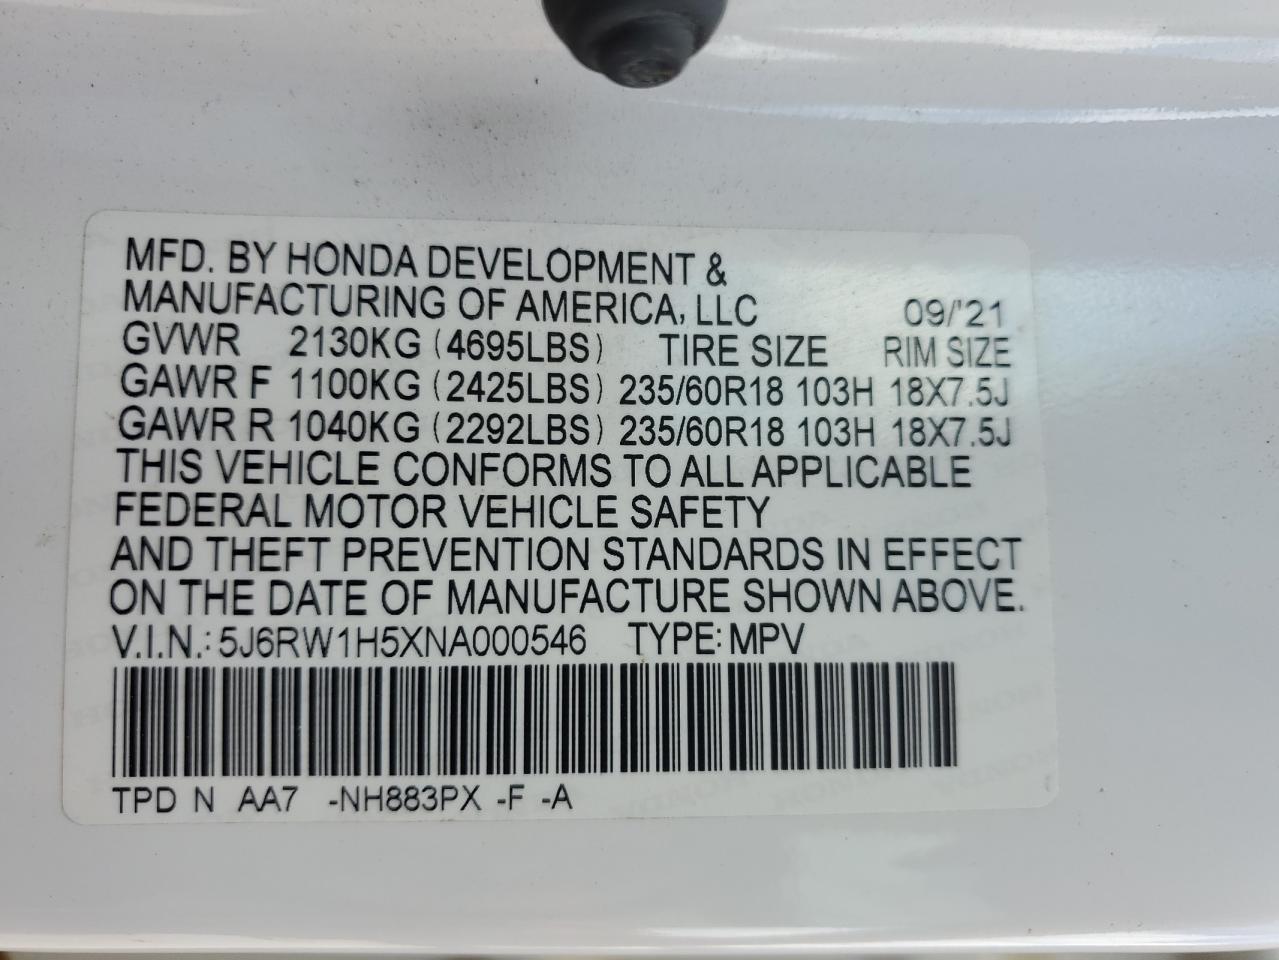 MFD. BY HONDA DEVELOPMENT &
MANUFACTURING OF AMERICA, LLC 09/'21
GVWR 2130KG (4695LBS) TIRE SIZE RIM SIZE
GAWR F 1100KG (2425LBS) 235/60R18 103H 18X7.5J
GAWR R 1040KG (2292LBS) 235/60R18 103H 18X7.5J
THIS VEHICLE CONFORMS TO ALL APPLICABLE
FEDERAL MOTOR VEHICLE SAFETY
AND THEFT PREVENTION STANDARDS IN EFFECT
ON THE DATE OF MANUFACTURE SHOWN ABOVE.
V.I.N.: 5J6RW1H5XNA000546 TYPE: MPV
TPD N AA7 -NH883PX -F -A